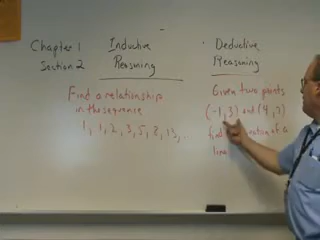 Chapter 1
Section 2
Inductive
Reasoning
Find a relationship
in the sequence
1, 1, 2, 3, 5, 8, 13, ...
Deductive
Reasoning
Given two points
(-1, 3) and (4, 7)
find of a
line